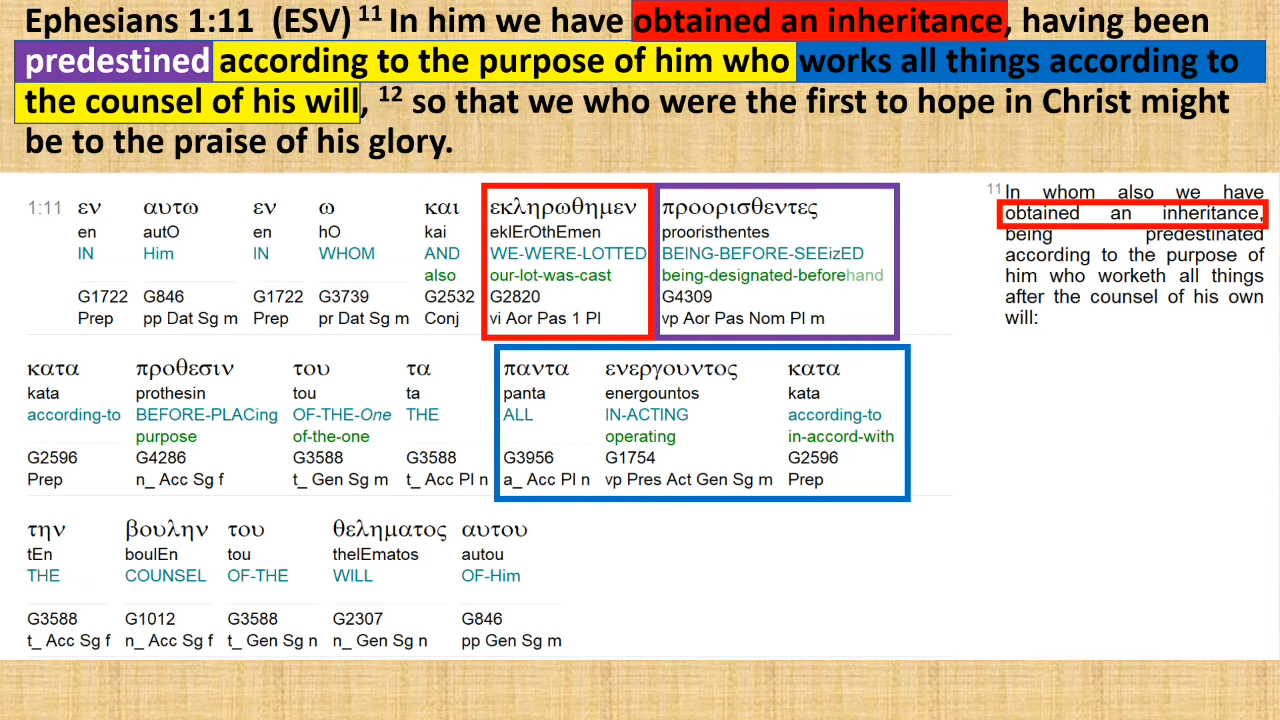 Ephesians 1:11 (ESV) 11 In him we have obtained an inheritance, having been
predestined according to the purpose of him who works all things according to
the counsel of his will, 12 so that we who were the first to hope in Christ might
be to the praise of his glory.
1:11 εν αυτω εν ω και εκληρωθημεν προορισθεντες
en autO en hO kai eklErOthEmen prooristhentes
IN Him IN WHOM AND WE-WERE-LOTTED BEING-BEFORE-SEEizED
also our-lot-was-cast being-designated-beforehand
G1722 G846 G1722 G3739 G2532 G2820 G4309
Prep pp Dat Sg m Prep pr Dat Sg m Conj vi Aor Pas 1 Pl vp Aor Pas Nom Pl m
κατα προθεσιν του τα παντα ενεργουντος κατα
kata prothesin tou ta panta energountos kata
according-to BEFORE-PLACing OF-THE-One THE ALL IN-ACTING according-to
purpose of-the-one operating in-accord-with
G2596 G4286 G3588 G3588 G3956 G1754 G2596
Prep n_ Acc Sg f t_ Gen Sg m t_ Acc Pl n a_ Acc Pl n vp Pres Act Gen Sg m Prep
την βουλην του θεληματος αυτου
tEn boulEn tou thelEmatos autou
THE COUNSEL OF-THE WILL OF-Him
G3588 G1012 G3588 G2307 G846
t_ Acc Sg f n_ Acc Sg f t_ Gen Sg n n_ Gen Sg n pp Gen Sg m
11 In whom also we have
obtained an inheritance,
being predestinated
according to the purpose of
him who worketh all things
after the counsel of his own
will: